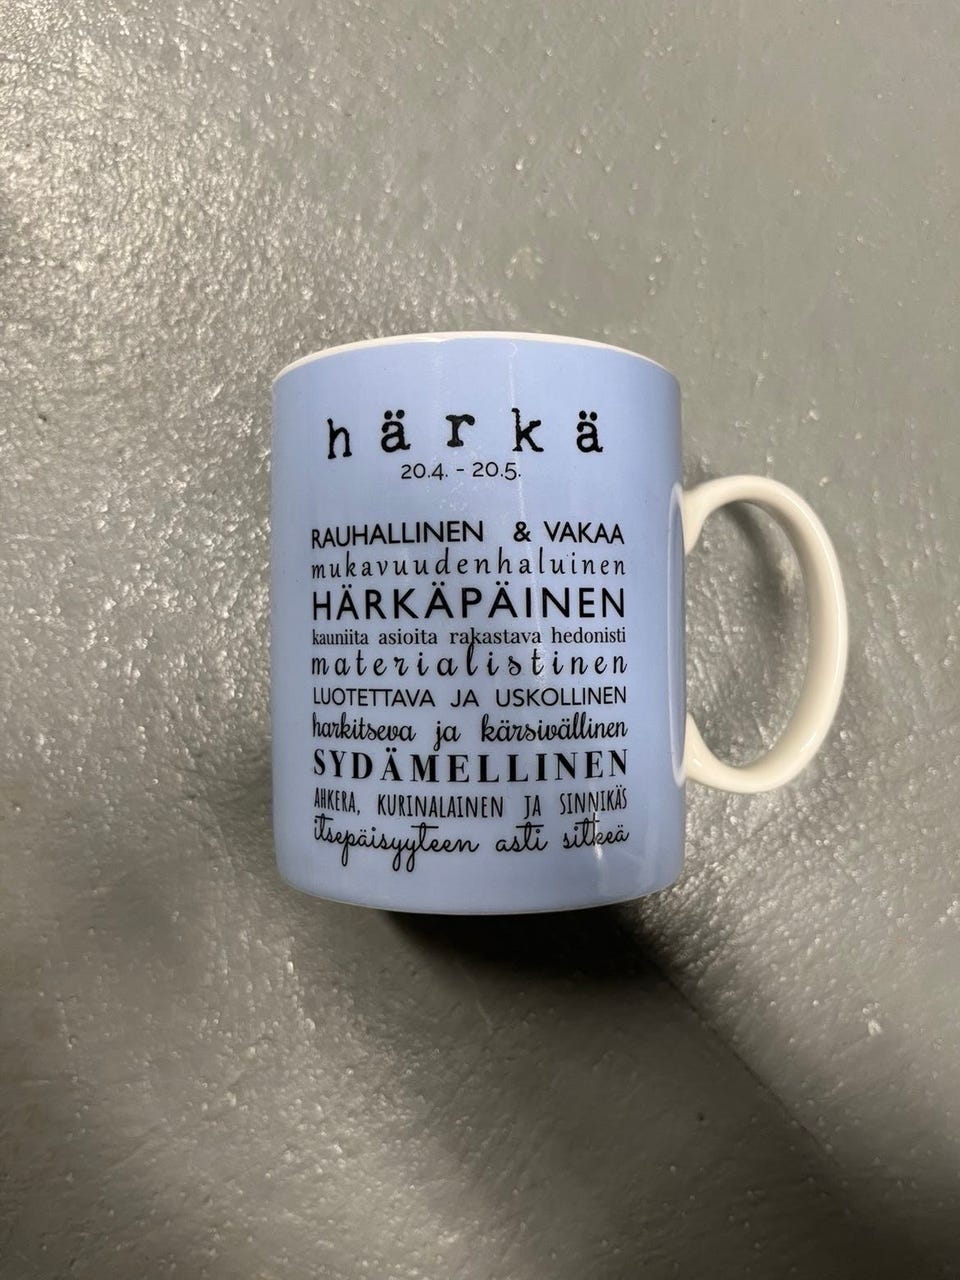 härkä
20.4. - 20.5.
RAUHALLINEN & VAKAA
mukavuudenhaluinen
HÄRKÄPÄINEN
kauniita asioita rakastava hedonisti
materialistinen
LUOTETTAVA JA USKOLLINEN
harkitseva ja kärsivällinen
SYDÄMELLINEN
AHKERA, KURINALAINEN JA SINNIKÄS
itsepäisyyteen asti sitkeä